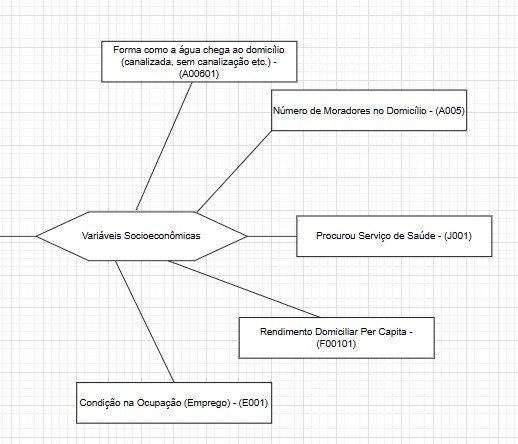 Forma como a água chega ao domicílio
(canalizada, sem canalização etc.) -
(A00601)
Número de Moradores no Domicílio - (A005)
Variáveis Socioeconômicas
Procurou Serviço de Saúde - (J001)
Rendimento Domiciliar Per Capita -
(F00101)
Condição na Ocupação (Emprego) - (E001)